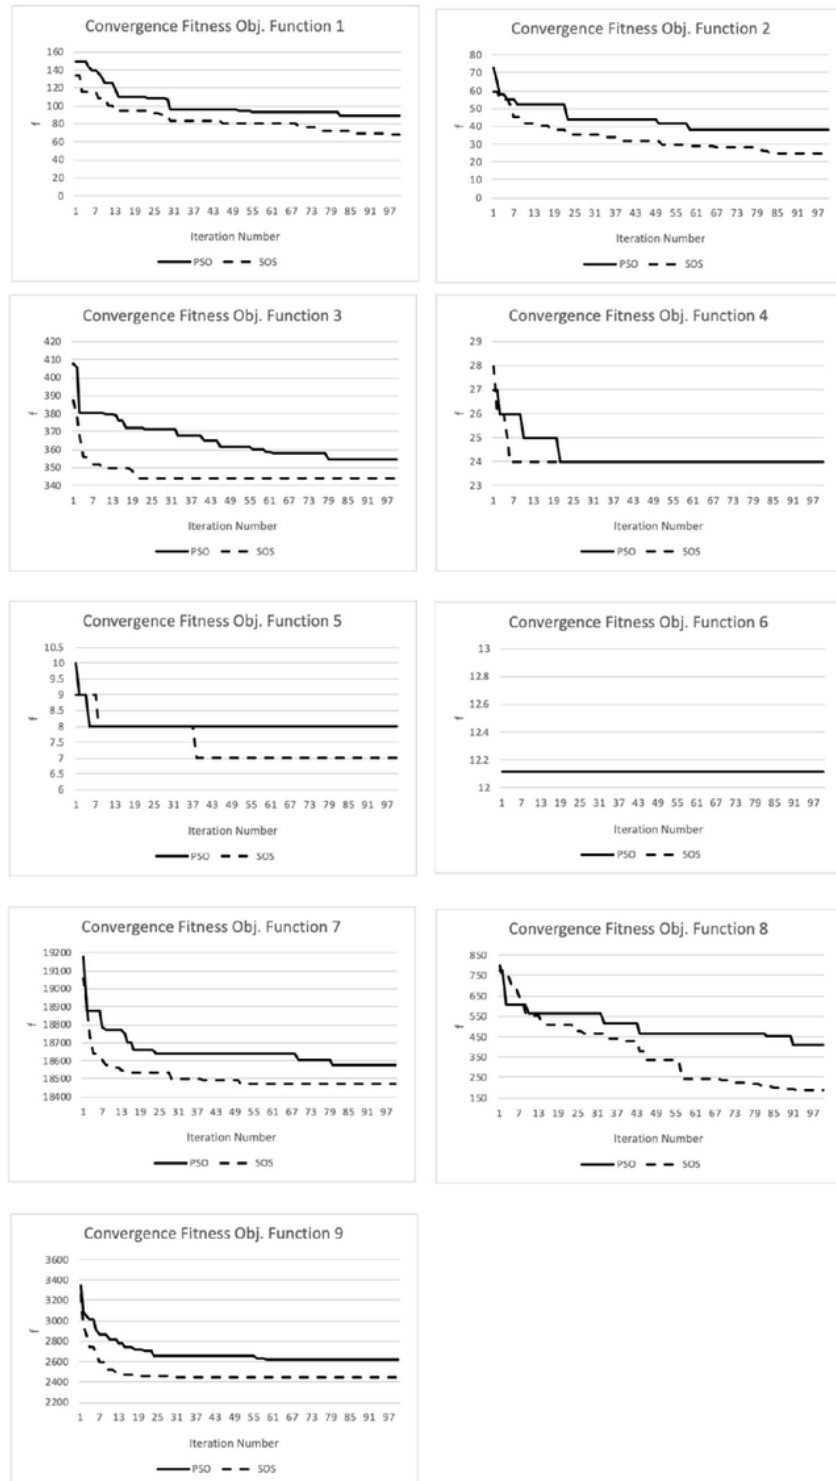 Convergence Fitness Obj. Function 1
160
140
120
100
80
60
40
20
0
f
1 7 13 19 25 31 37 43 49 55 61 67 73 79 85 91 97
Iteration Number
PSO SOS
Convergence Fitness Obj. Function 2
80
70
60
50
40
30
20
10
0
f
1 7 13 19 25 31 37 43 49 55 61 67 73 79 85 91 97
Iteration Number
PSO SOS
Convergence Fitness Obj. Function 3
420
410
400
390
380
370
360
350
340
f
1 7 13 19 25 31 37 43 49 55 61 67 73 79 85 91 97
Iteration Number
PSO SOS
Convergence Fitness Obj. Function 4
29
28
27
26
25
24
23
f
1 7 13 19 25 31 37 43 49 55 61 67 73 79 85 91 97
Iteration Number
PSO SOS
Convergence Fitness Obj. Function 5
10.5
10
9.5
9
8.5
8
7.5
7
6.5
6
f
1 7 13 19 25 31 37 43 49 55 61 67 73 79 85 91 97
Iteration Number
PSO SOS
Convergence Fitness Obj. Function 6
13
12.8
12.6
12.4
12.2
12
f
1 7 13 19 25 31 37 43 49 55 61 67 73 79 85 91 97
Iteration Number
PSO SOS
Convergence Fitness Obj. Function 7
19200
19100
19000
18900
18800
18700
18600
18500
18400
f
1 7 13 19 25 31 37 43 49 55 61 67 73 79 85 91 97
Iteration Number
PSO SOS
Convergence Fitness Obj. Function 8
850
750
650
550
450
350
250
150
f
1 7 13 19 25 31 37 43 49 55 61 67 73 79 85 91 97
Iteration Number
PSO SOS
Convergence Fitness Obj. Function 9
3600
3400
3200
3000
2800
2600
2400
2200
f
1 7 13 19 25 31 37 43 49 55 61 67 73 79 85 91 97
Iteration Number
PSO SOS